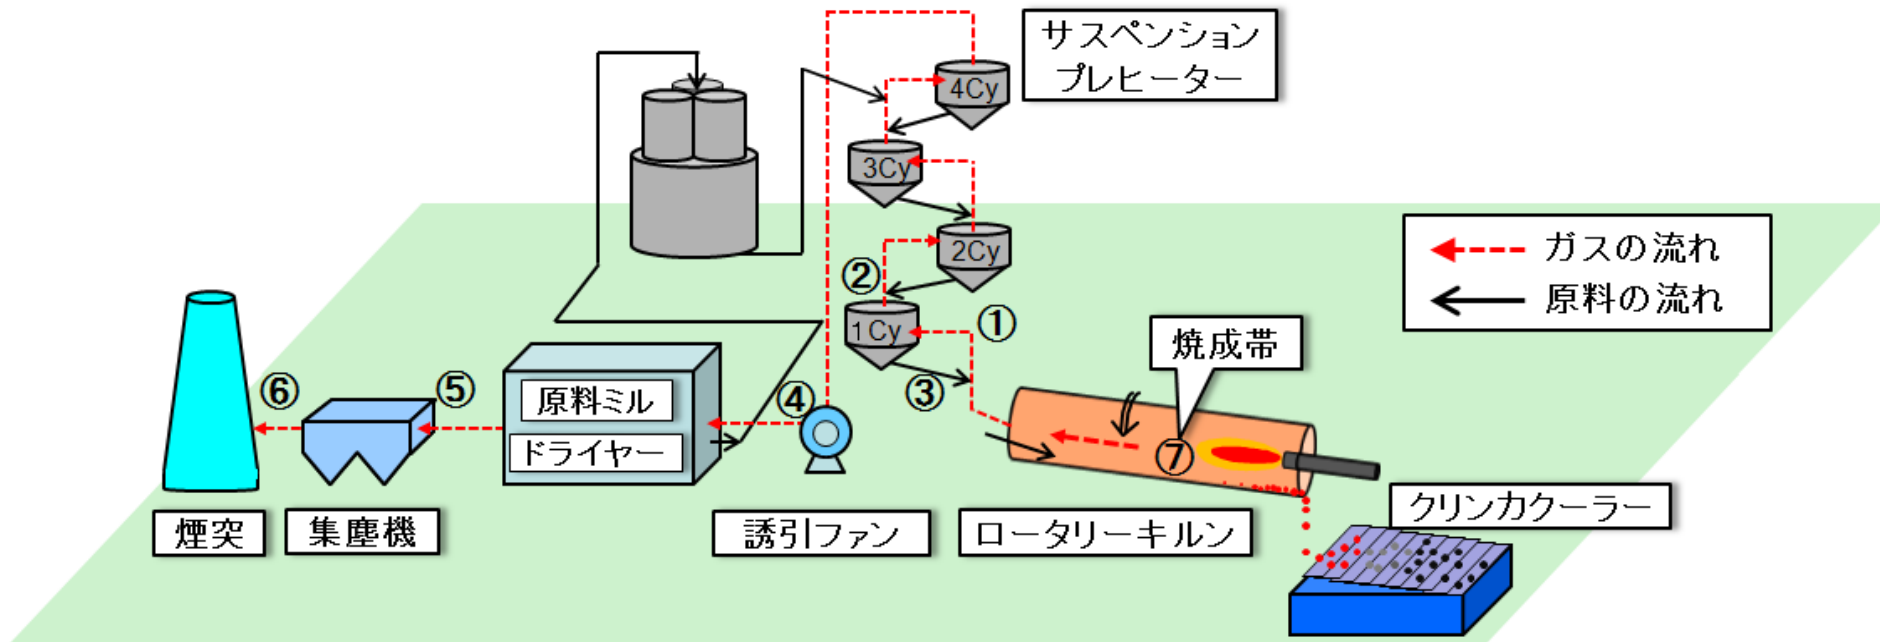 サスペンション
プレヒーター
4Cy
3Cy
2Cy
1Cy
ガスの流れ
原料の流れ
②
①
焼成帯
③
⑥
⑤
原料ミル
ドライヤー
④
⑦
煙突
集塵機
誘引ファン
ロータリーキルン
クリンカクーラー